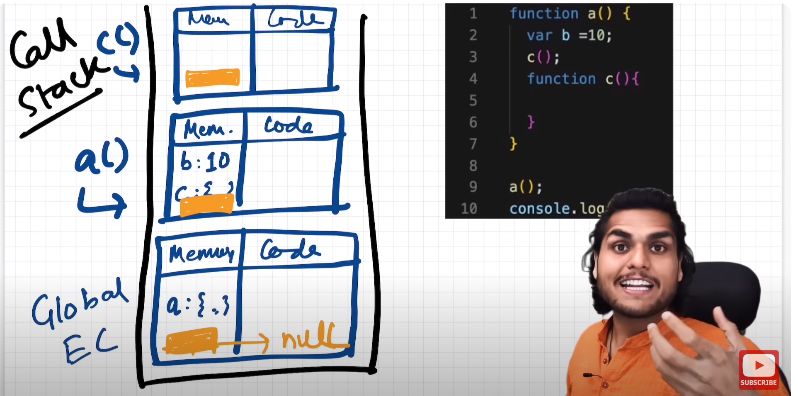 Call
Stack
c()
Mem
Code
a()
Mem.
Code
b:10
c:{
Global
EC
Memory
Code
a:{..}
null
1 function a() {
2 var b =10;
3 c();
4 function c(){
5
6 }
7 }
8
9 a();
10 console.log
SUBSCRIBE